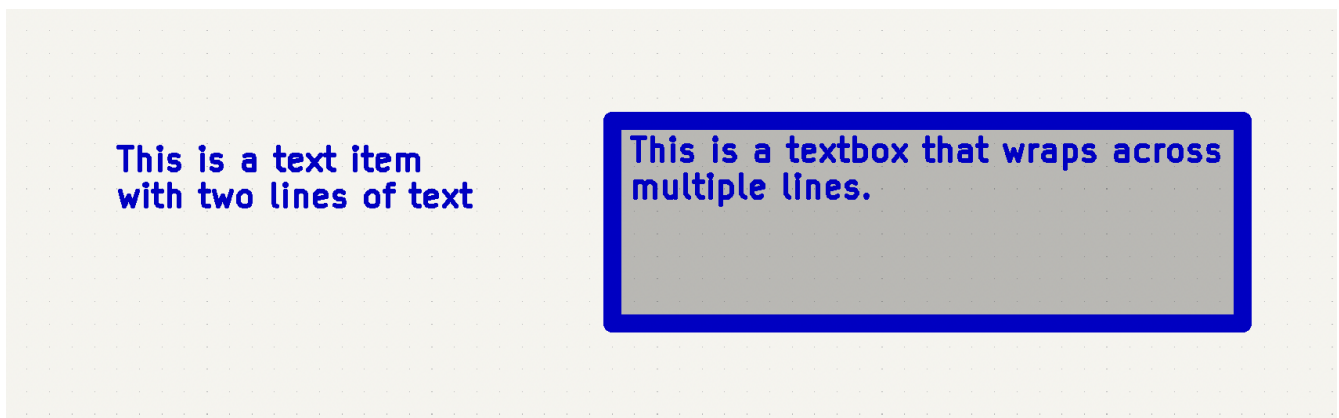 This is a text item
with two lines of text
This is a textbox that wraps across
multiple lines.